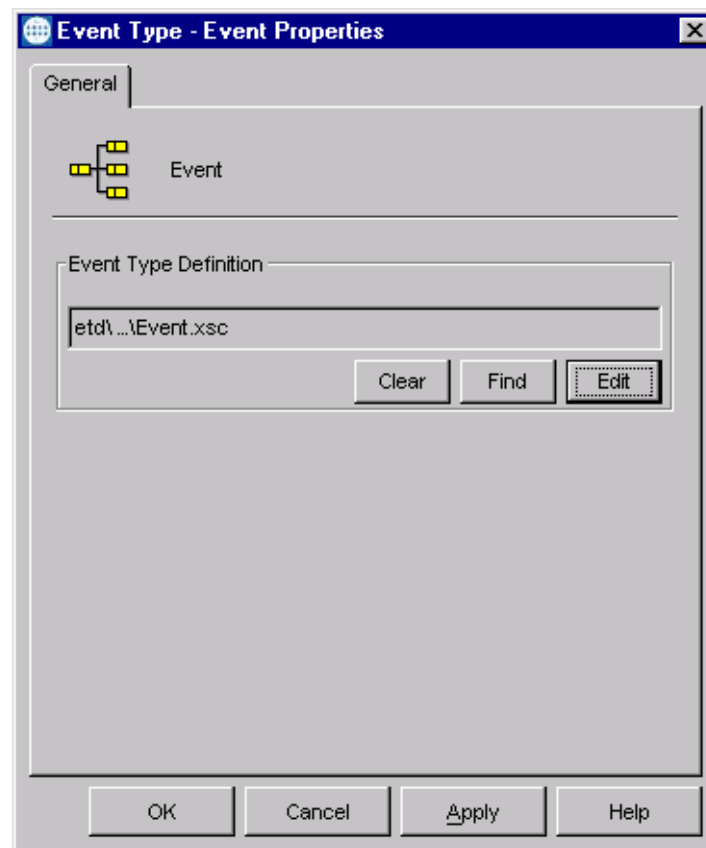 Event Type - Event Properties
General
Event
Event Type Definition
etd\ ...\Event.xsc
Clear Find Edit
OK Cancel Apply Help